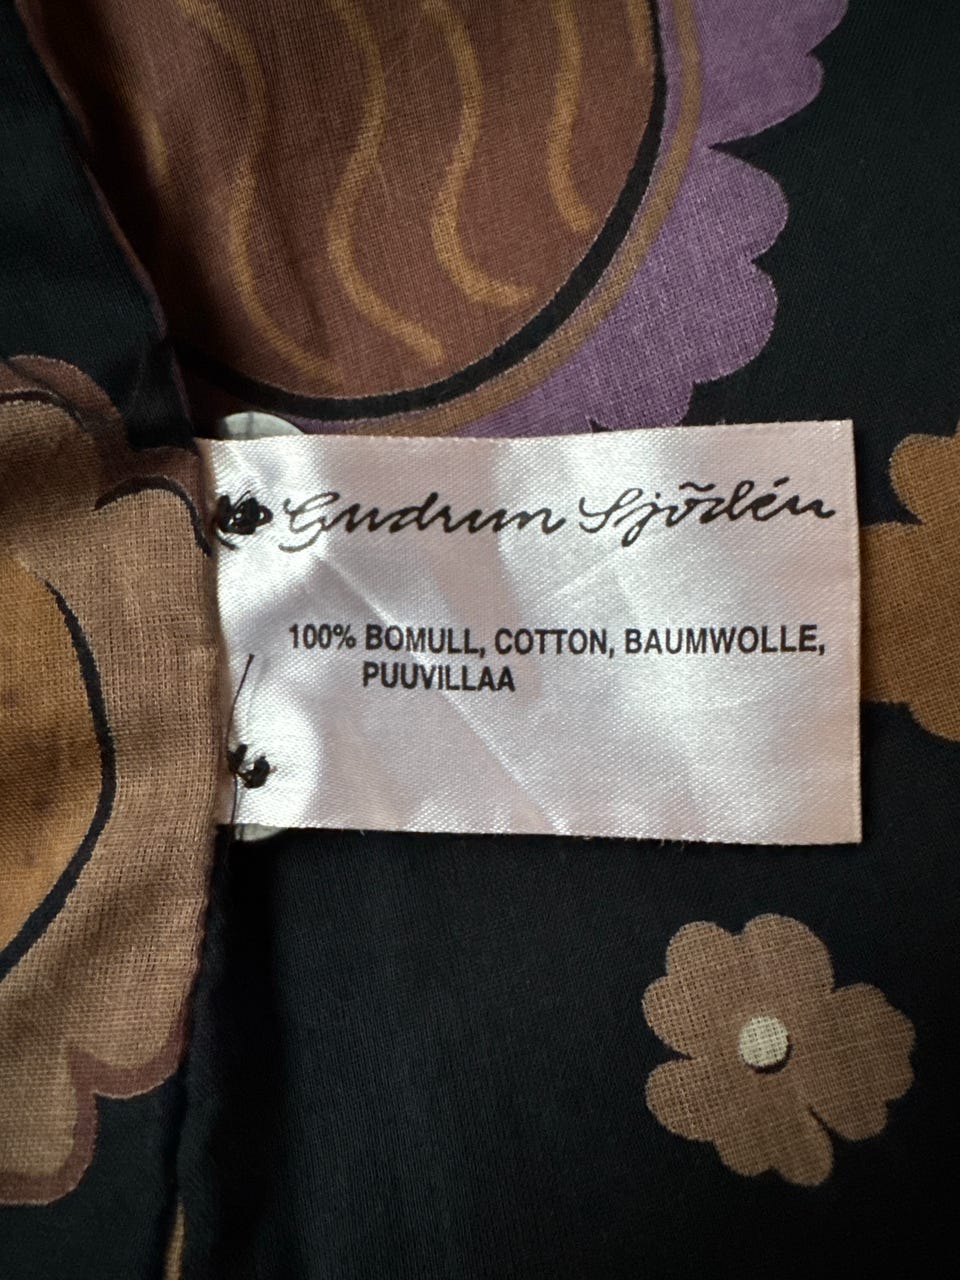 Gudrun Sjödén
100% BOMULL, COTTON, BAUMWOLLE,
PUUVILLAA